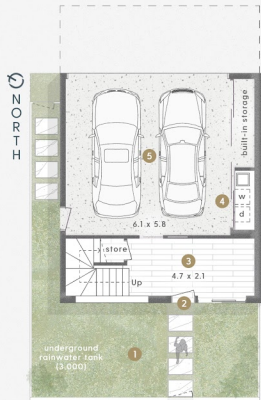 NORTH
built-in storage
5
4
w
d
6.1 x 5.8
store
3
4.7 x 2.1
Up
2
1
underground
rainwater tank
(3,000)